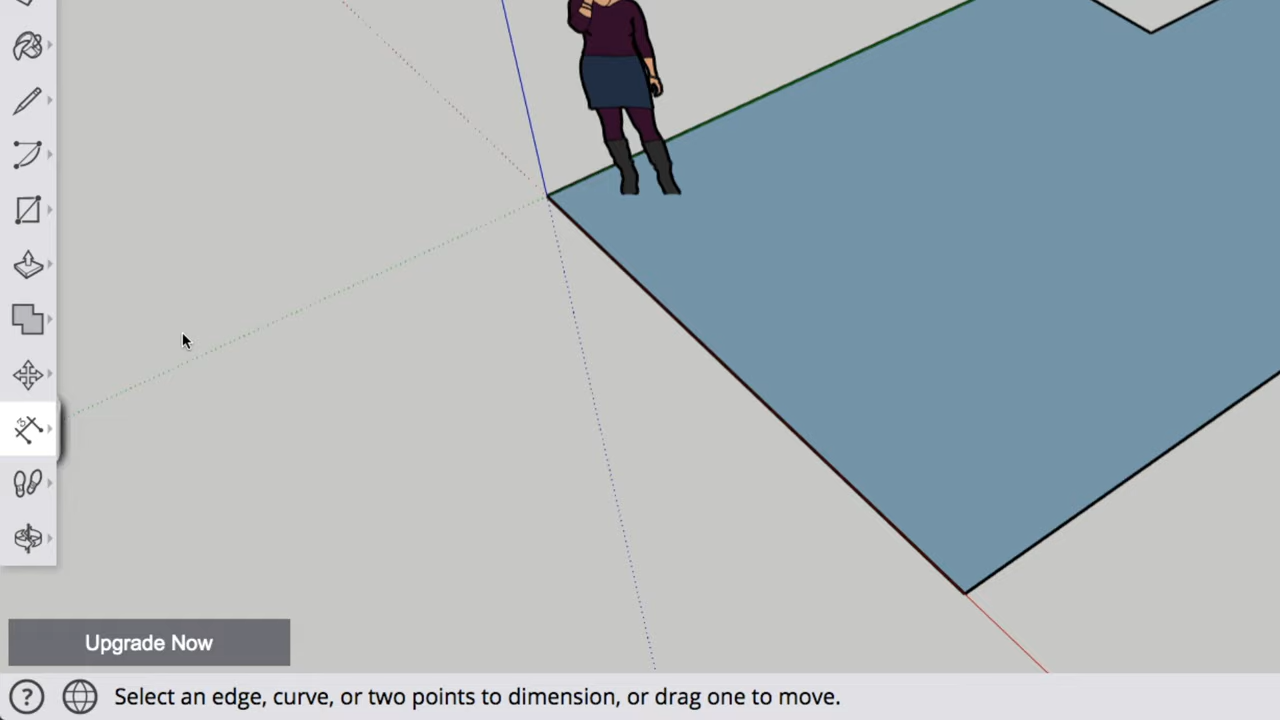 Upgrade Now
Select an edge, curve, or two points to dimension, or drag one to move.